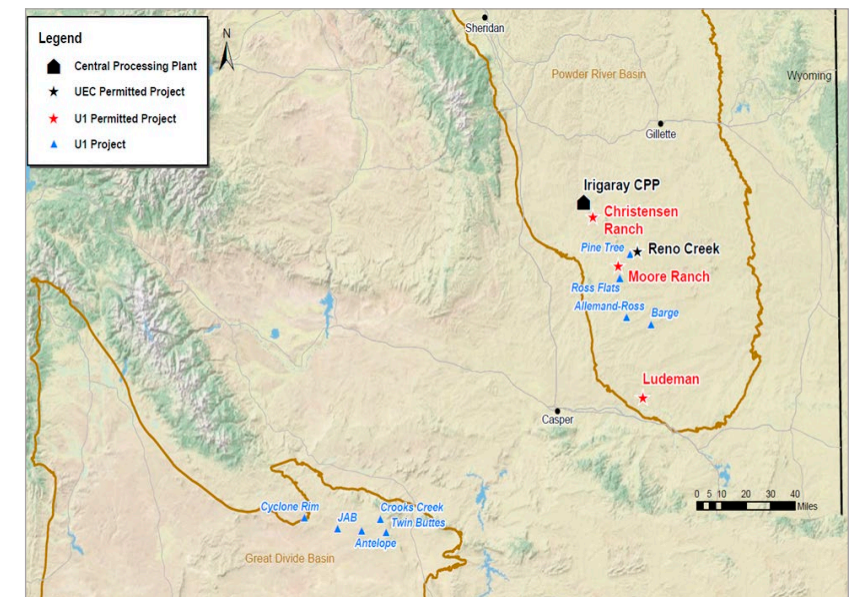 Legend
Central Processing Plant
UEC Permitted Project
U1 Permitted Project
U1 Project
N
Sheridan
Powder River Basin
Wyoming
Gillette
Irigaray CPP
Christensen
Ranch
Pine Tree
Reno Creek
Moore Ranch
Ross Flats
Allemand-Ross
Barge
Ludeman
Casper
0 5 10 20 30 40
Miles
Cyclone Rim
JAB
Crooks Creek
Twin Buttes
Antelope
Great Divide Basin